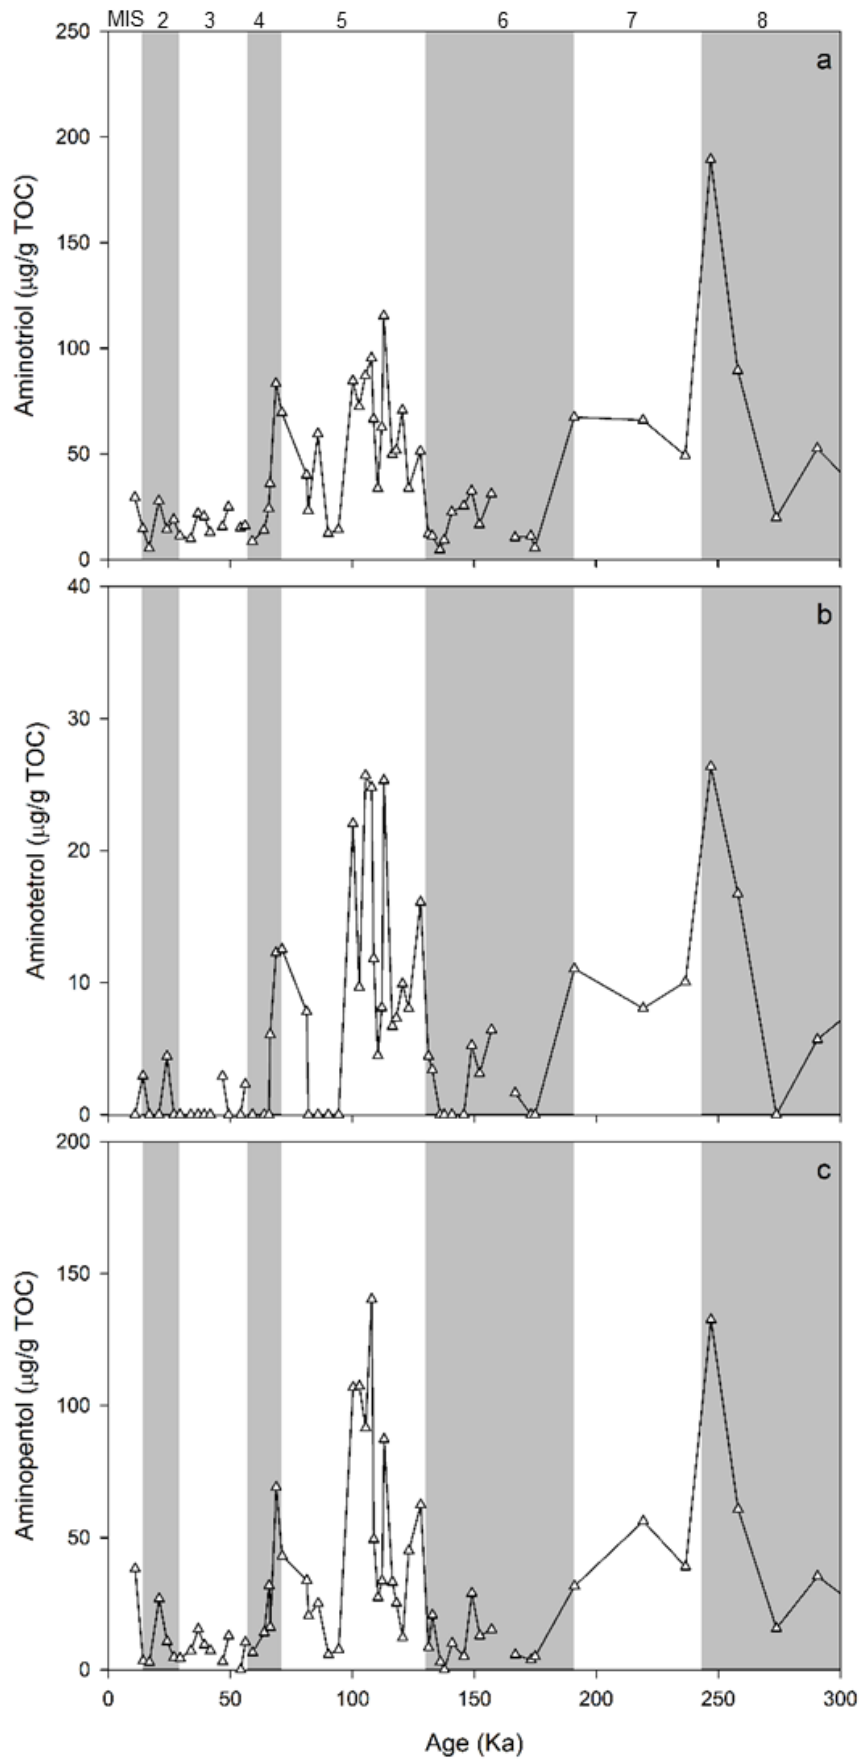 MIS 2 3 4 5 6 7 8
250
a
200
150
100
50
0
Aminotriol (µg/g TOC)
40
b
30
20
10
0
Aminotetrol (µg/g TOC)
200
c
150
100
50
0
Aminopentol (µg/g TOC)
0 50 100 150 200 250 300
Age (Ka)